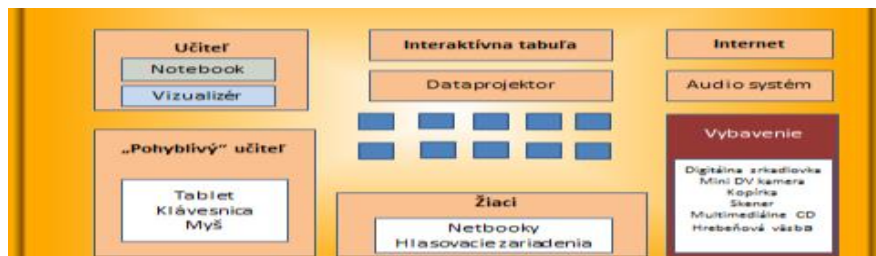 Učiteľ
Notebook
Vizualizér
„Pohyblivý“ učiteľ
Tablet
Klávesnica
Myš
Interaktívna tabuľa
Dataprojektor
Žiaci
Netbooky
Hlasovacie zariadenia
Internet
Audio systém
Vybavenie
Digitálna zrkadlovka
Mini DV kamera
Kopírka
Skener
Multimediálne CD
Hrebeňová väzba